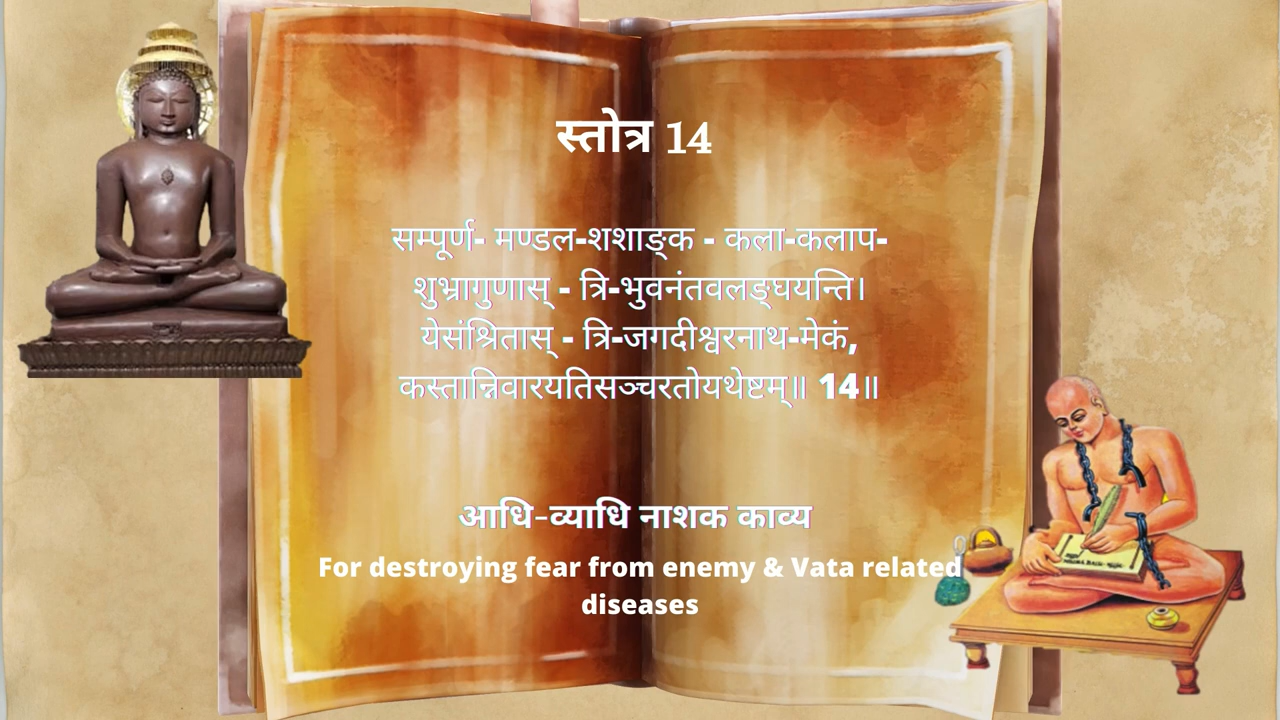 स्तोत्र 14
सम्पूर्ण- मण्डल-शशाङ्क - कला-कलाप-
शुभ्रागुणास् - त्रि-भुवनंतवलङ्घयन्ति।
येसंश्रितास् - त्रि-जगदीश्वरनाथ-मेकं,
कस्तान्निवारयतिसञ्चरतोयथेष्टम्॥ 14॥
आधि-व्याधि नाशक काव्य
For destroying fear from enemy & Vata related
diseases